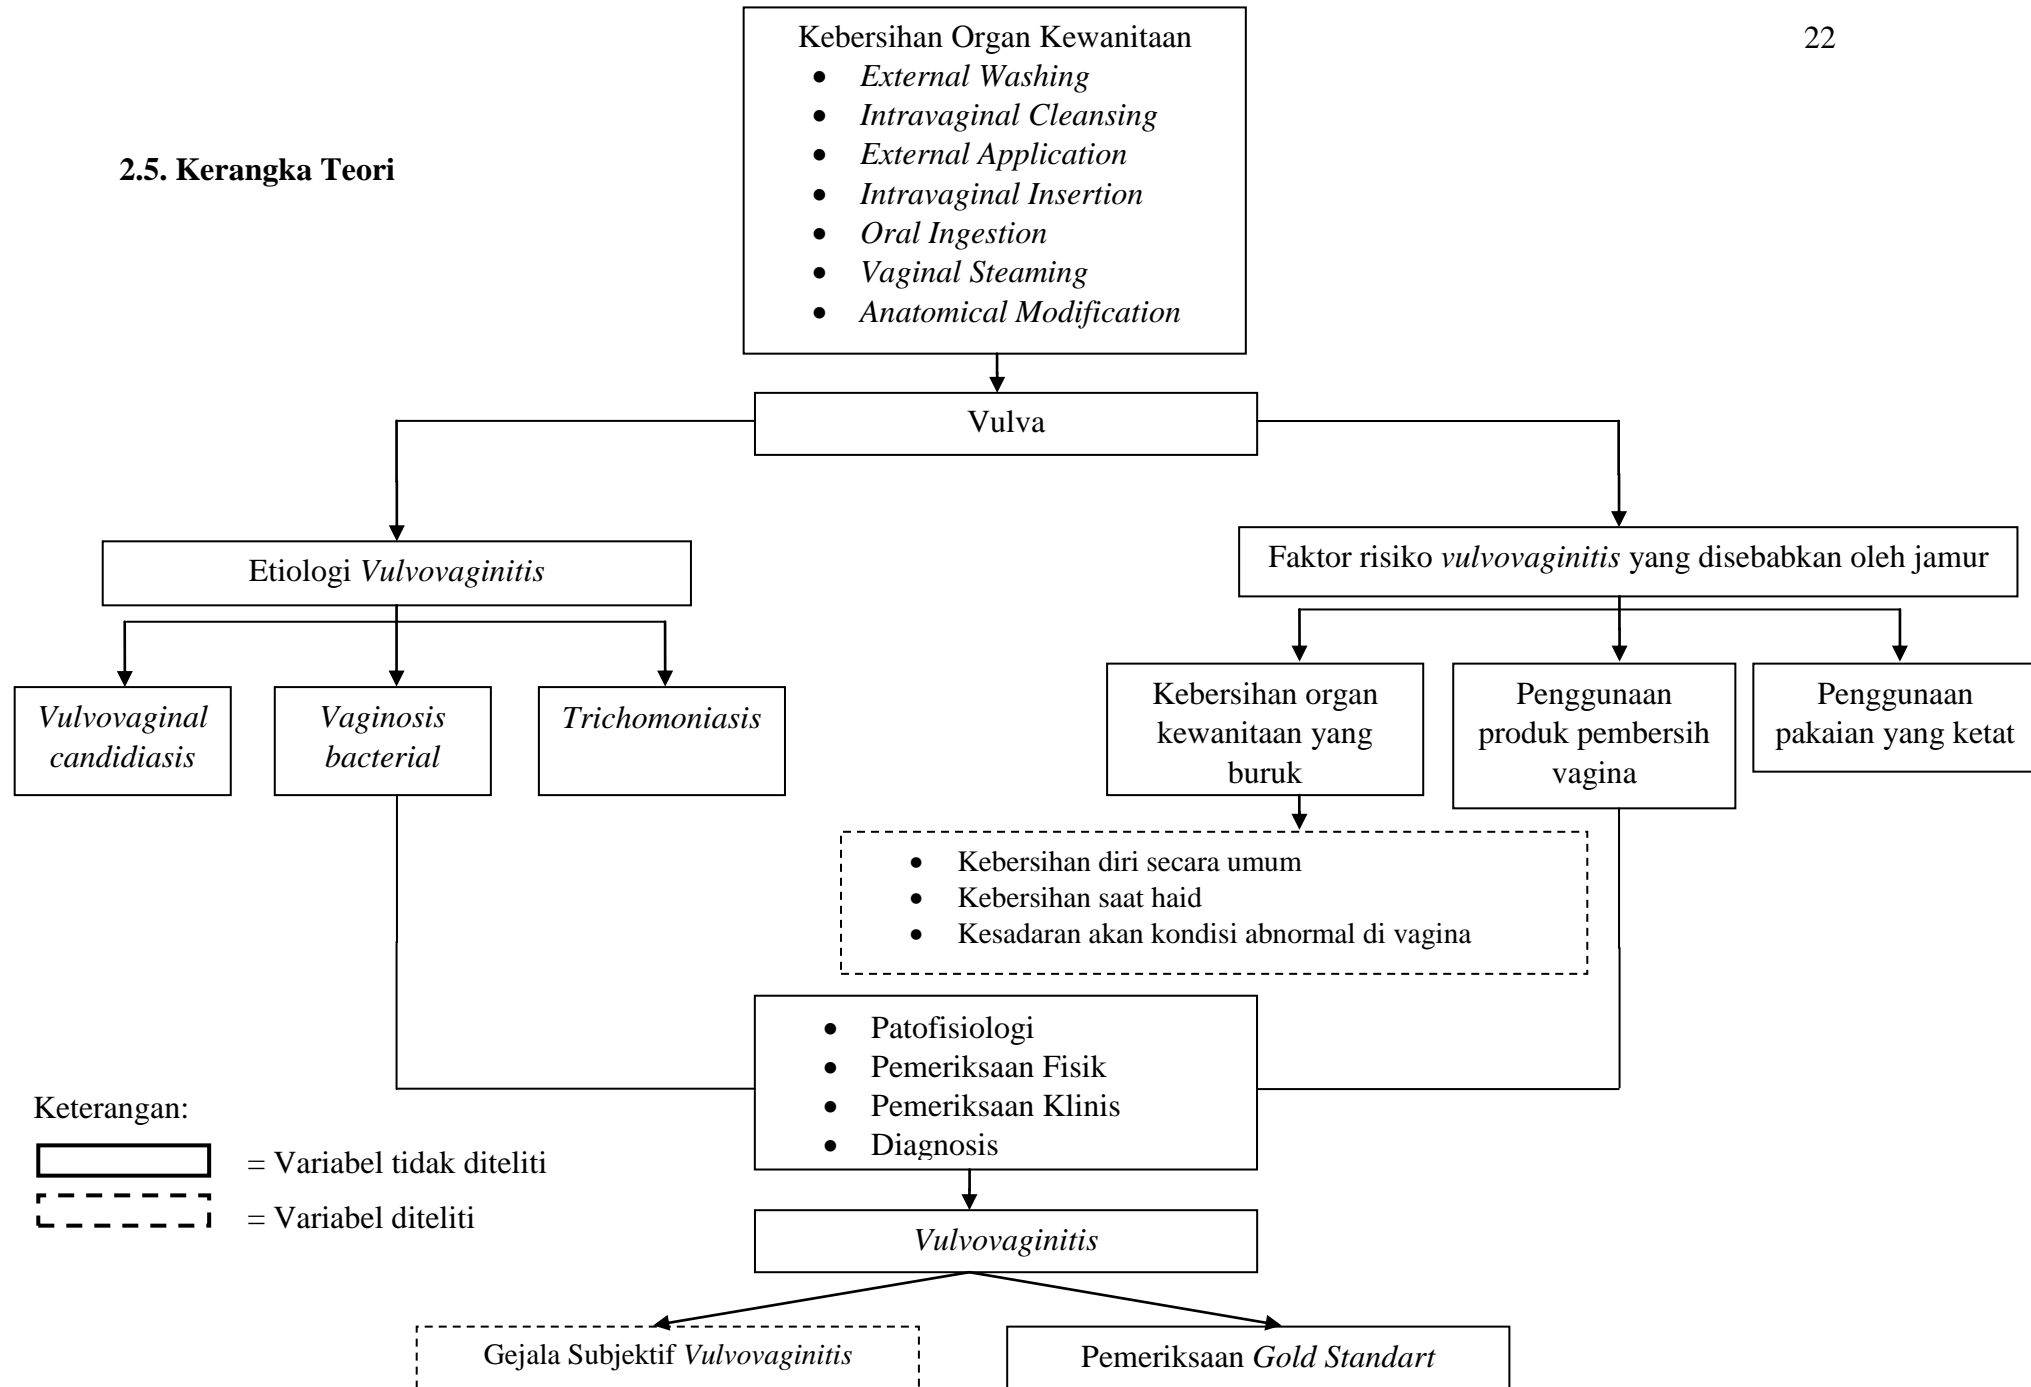 22
2.5. Kerangka Teori
Kebersihan Organ Kewanitaan
• External Washing
• Intravaginal Cleansing
• External Application
• Intravaginal Insertion
• Oral Ingestion
• Vaginal Steaming
• Anatomical Modification
Vulva
Etiologi Vulvovaginitis
Faktor risiko vulvovaginitis yang disebabkan oleh jamur
Vulvovaginal
candidiasis
Vaginosis
bacterial
Trichomoniasis
Kebersihan organ
kewanitaan yang
buruk
Penggunaan
produk pembersih
vagina
Penggunaan
pakaian yang ketat
• Kebersihan diri secara umum
• Kebersihan saat haid
• Kesadaran akan kondisi abnormal di vagina
• Patofisiologi
• Pemeriksaan Fisik
• Pemeriksaan Klinis
• Diagnosis
Keterangan:
= Variabel tidak diteliti
= Variabel diteliti
Vulvovaginitis
Gejala Subjektif Vulvovaginitis
Pemeriksaan Gold Standart